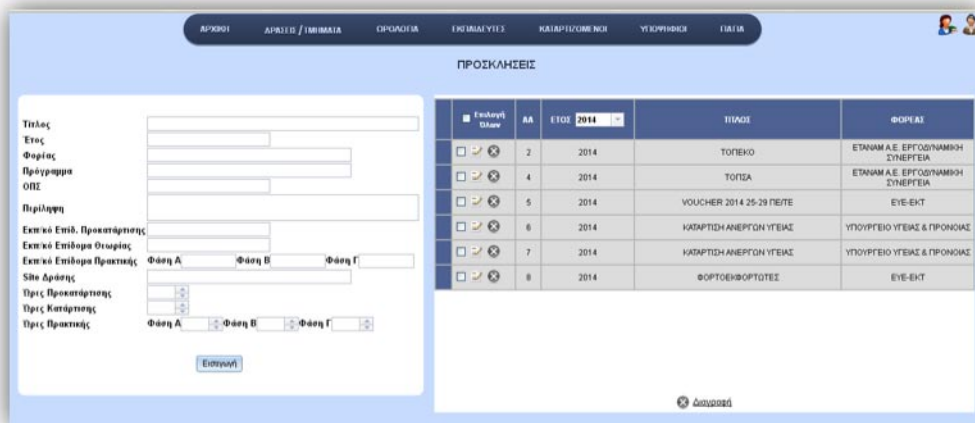 ΑΡΧΙΚΗ ΔΡΑΣΕΙΣ / ΤΜΗΜΑΤΑ ΩΡΟΛΟΓΙΑ ΕΚΠΑΙΔΕΥΤΕΣ ΚΑΤΑΡΤΙΖΟΜΕΝΟΙ ΥΠΟΨΗΦΙΟΙ ΠΑΓΙΑ
ΠΡΟΣΚΛΗΣΕΙΣ
Τίτλος
Έτος
Φορέας
Πρόγραμμα
ΟΠΣ
Περίληψη
Εκπ/κό Επίδ. Προκατάρτισης
Εκπ/κό Επίδομα Θεωρίας
Εκπ/κό Επίδομα Πρακτικής Φάση Α Φάση Β Φάση Γ
Site Δράσης
Ώρες Προκατάρτισης
Ώρες Κατάρτισης
Ώρες Πρακτικής Φάση Α Φάση Β Φάση Γ
Εισαγωγή
Επιλογή Όλων ΑΑ ΕΤΟΣ 2014 ΤΙΤΛΟΣ ΦΟΡΕΑΣ
2 2014 ΤΟΠΕΚΟ ΕΤΑΝΑΜ Α.Ε. ΕΡΓΟΔΥΝΑΜΙΚΗ ΣΥΝΕΡΓΕΙΑ
4 2014 ΤΟΠΣΑ ΕΤΑΝΑΜ Α.Ε. ΕΡΓΟΔΥΝΑΜΙΚΗ ΣΥΝΕΡΓΕΙΑ
5 2014 VOUCHER 2014 25-29 ΠΕ/ΤΕ ΕΥΕ-ΕΚΤ
6 2014 ΚΑΤΑΡΤΙΣΗ ΑΝΕΡΓΩΝ ΥΓΕΙΑΣ ΥΠΟΥΡΓΕΙΟ ΥΓΕΙΑΣ & ΠΡΟΝΟΙΑΣ
7 2014 ΚΑΤΑΡΤΙΣΗ ΑΝΕΡΓΩΝ ΥΓΕΙΑΣ ΥΠΟΥΡΓΕΙΟ ΥΓΕΙΑΣ & ΠΡΟΝΟΙΑΣ
8 2014 ΦΟΡΤΟΕΚΦΟΡΤΩΤΕΣ ΕΥΕ-ΕΚΤ
Διαγραφή